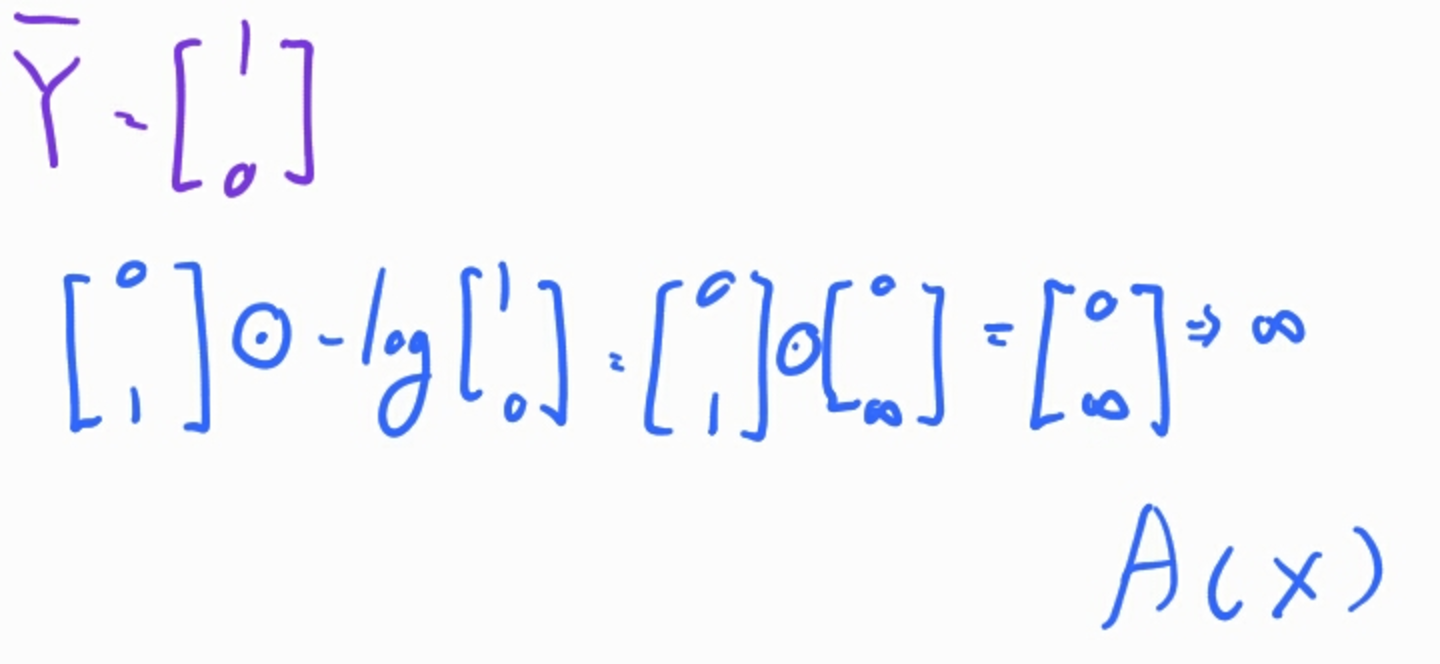 Ȳ = [1 0]
[0 1] ⊙ -log [1 0] = [0 1] ⊙ [0 ∞] = [0 ∞] ⇒ ∞
A(x)